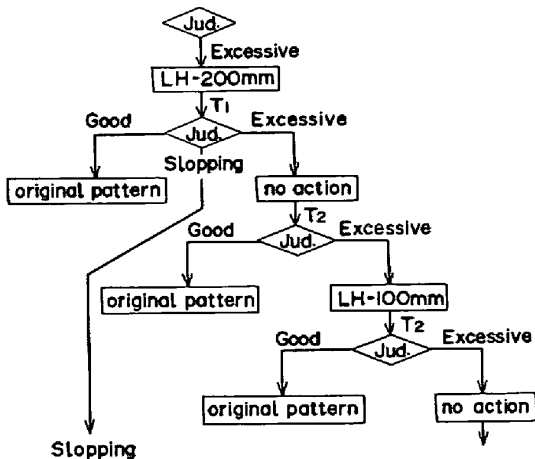 Jud.
Excessive
LH-200mm
T1
Good
Jud.
Excessive
Slopping
original pattern
no action
T2
Good
Jud.
Excessive
original pattern
LH-100mm
T2
Good
Jud.
Excessive
original pattern
no action
Slopping